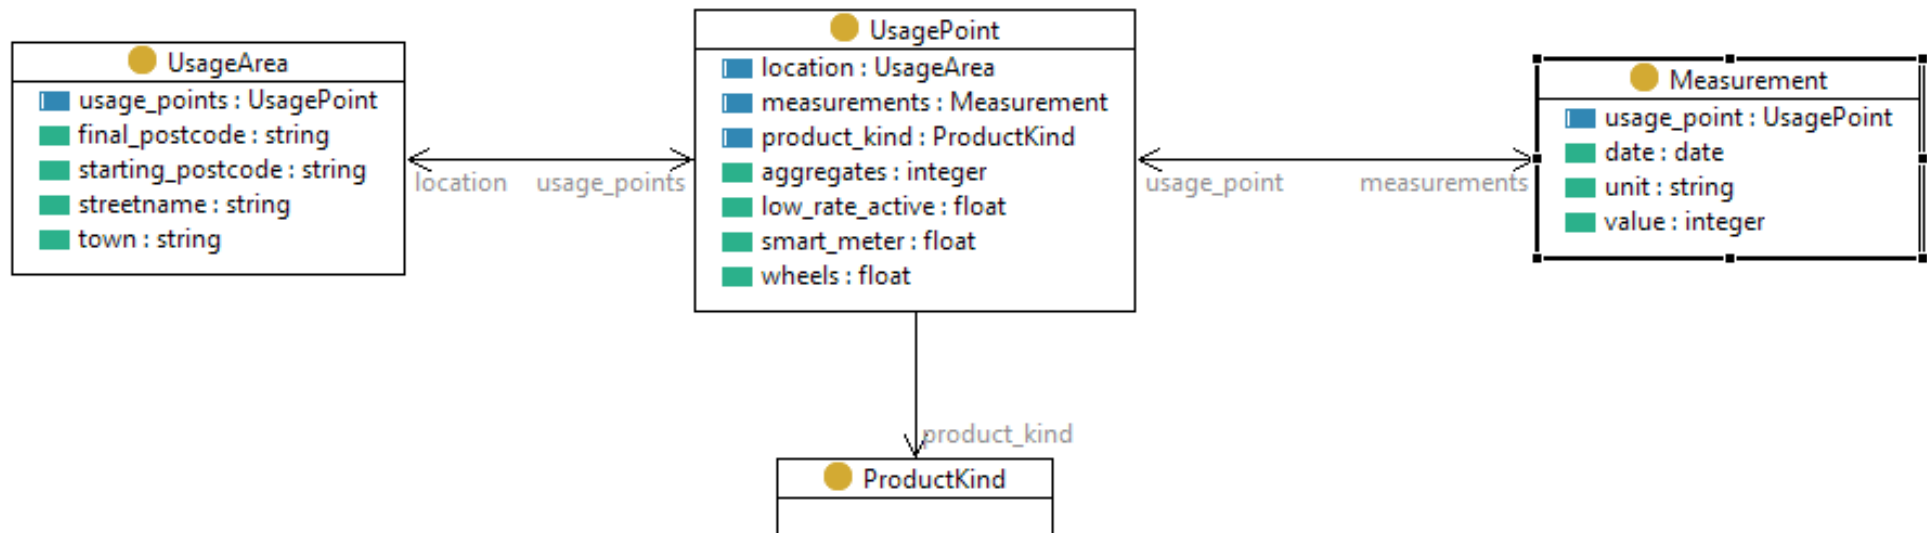 UsageArea
usage_points : UsagePoint
final_postcode : string
starting_postcode : string
streetname : string
town : string
location
usage_points
UsagePoint
location : UsageArea
measurements : Measurement
product_kind : ProductKind
aggregates : integer
low_rate_active : float
smart_meter : float
wheels : float
usage_point
measurements
Measurement
usage_point : UsagePoint
date : date
unit : string
value : integer
product_kind
ProductKind